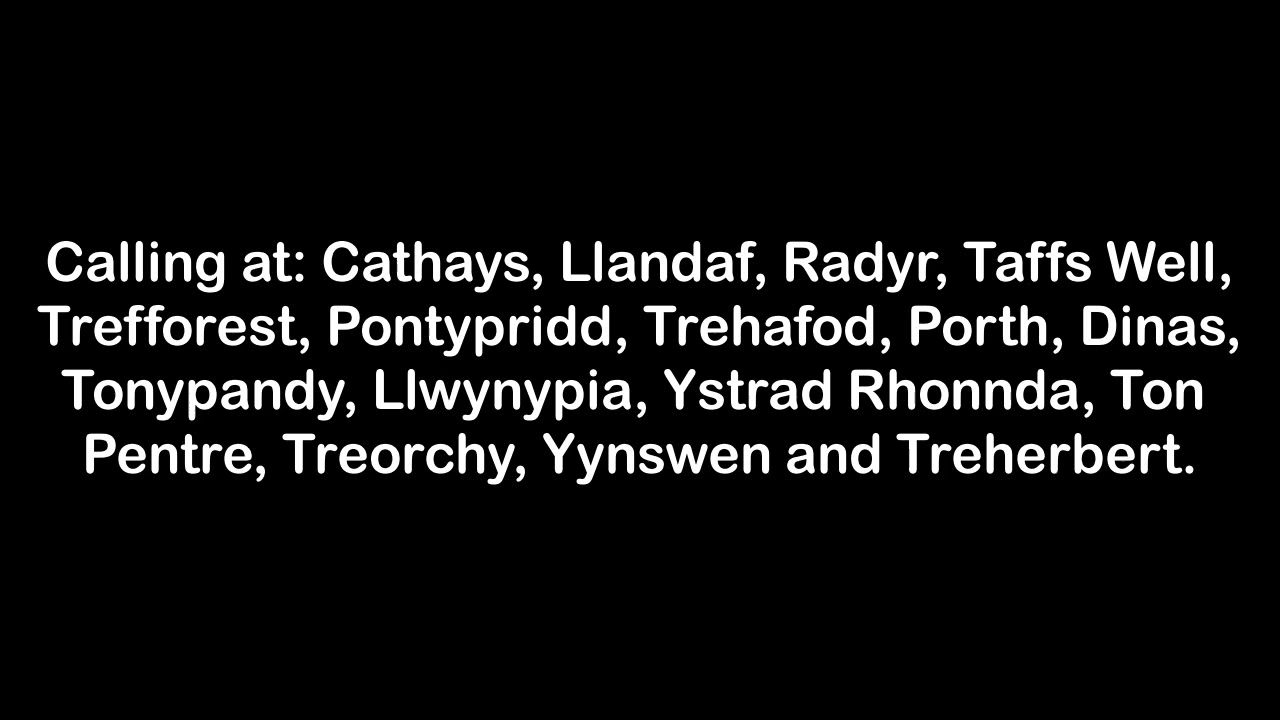 Calling at: Cathays, Llandaf, Radyr, Taffs Well,
Trefforest, Pontypridd, Trehafod, Porth, Dinas,
Tonypandy, Llwynypia, Ystrad Rhonnda, Ton
Pentre, Treorchy, Yynswen and Treherbert.